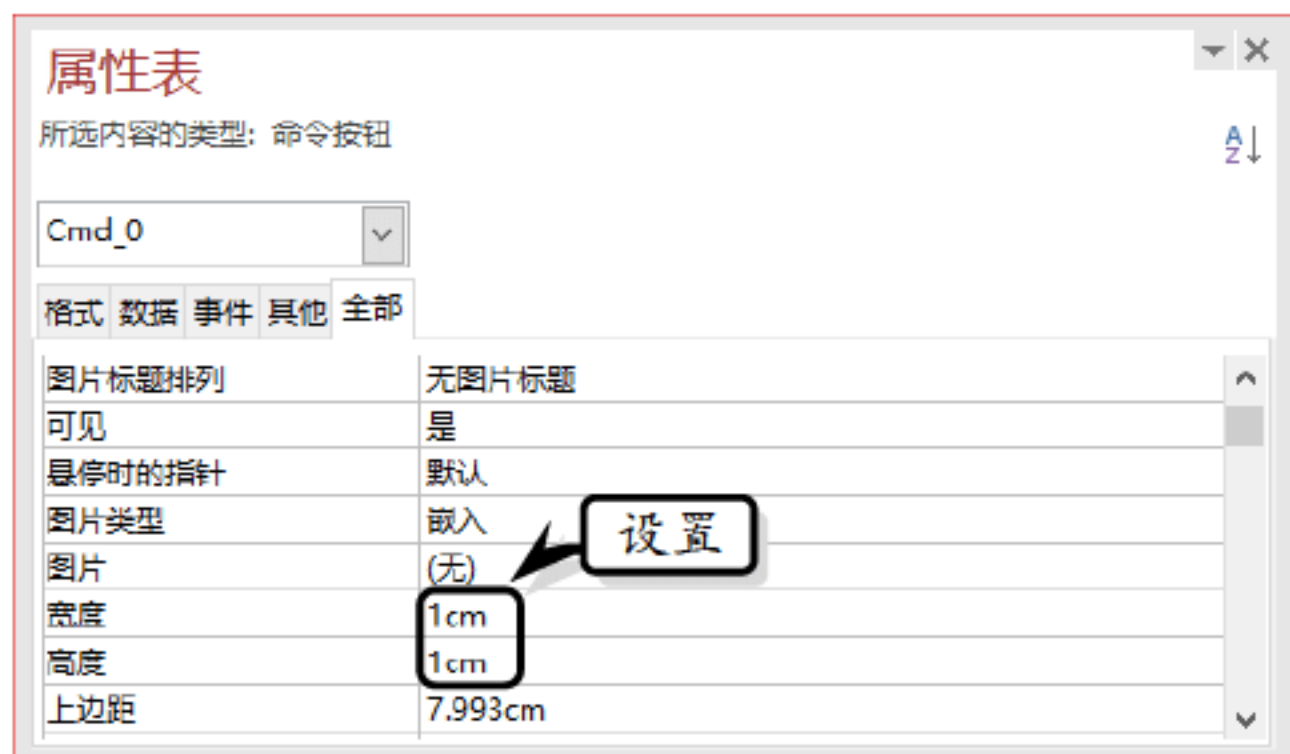 属性表
所选内容的类型: 命令按钮
Cmd_0
格式 数据 事件 其他 全部
图片标题排列 无图片标题
可见 是
悬停时的指针 默认
图片类型 嵌入
设置
图片 (无)
宽度 1cm
高度 1cm
上边距 7.993cm